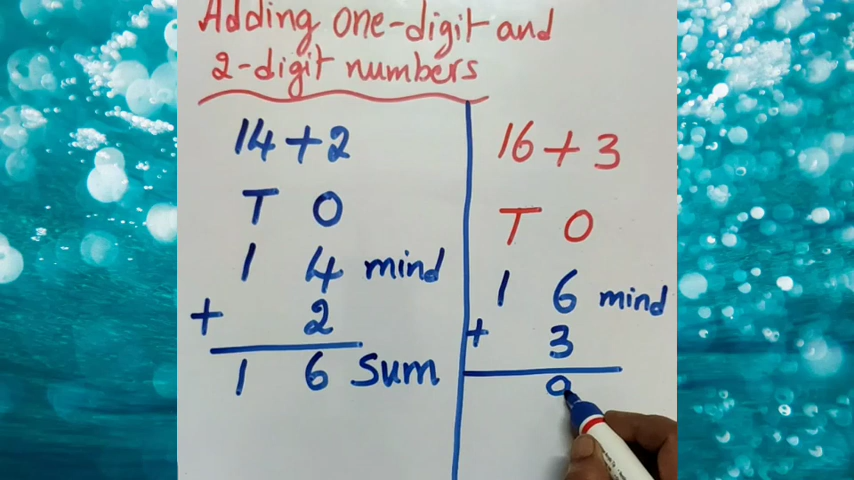 Adding one-digit and
2-digit numbers
14+2
T O
1 4 mind
+ 2
1 6 Sum
16+3
T O
1 6 mind
+ 3
9